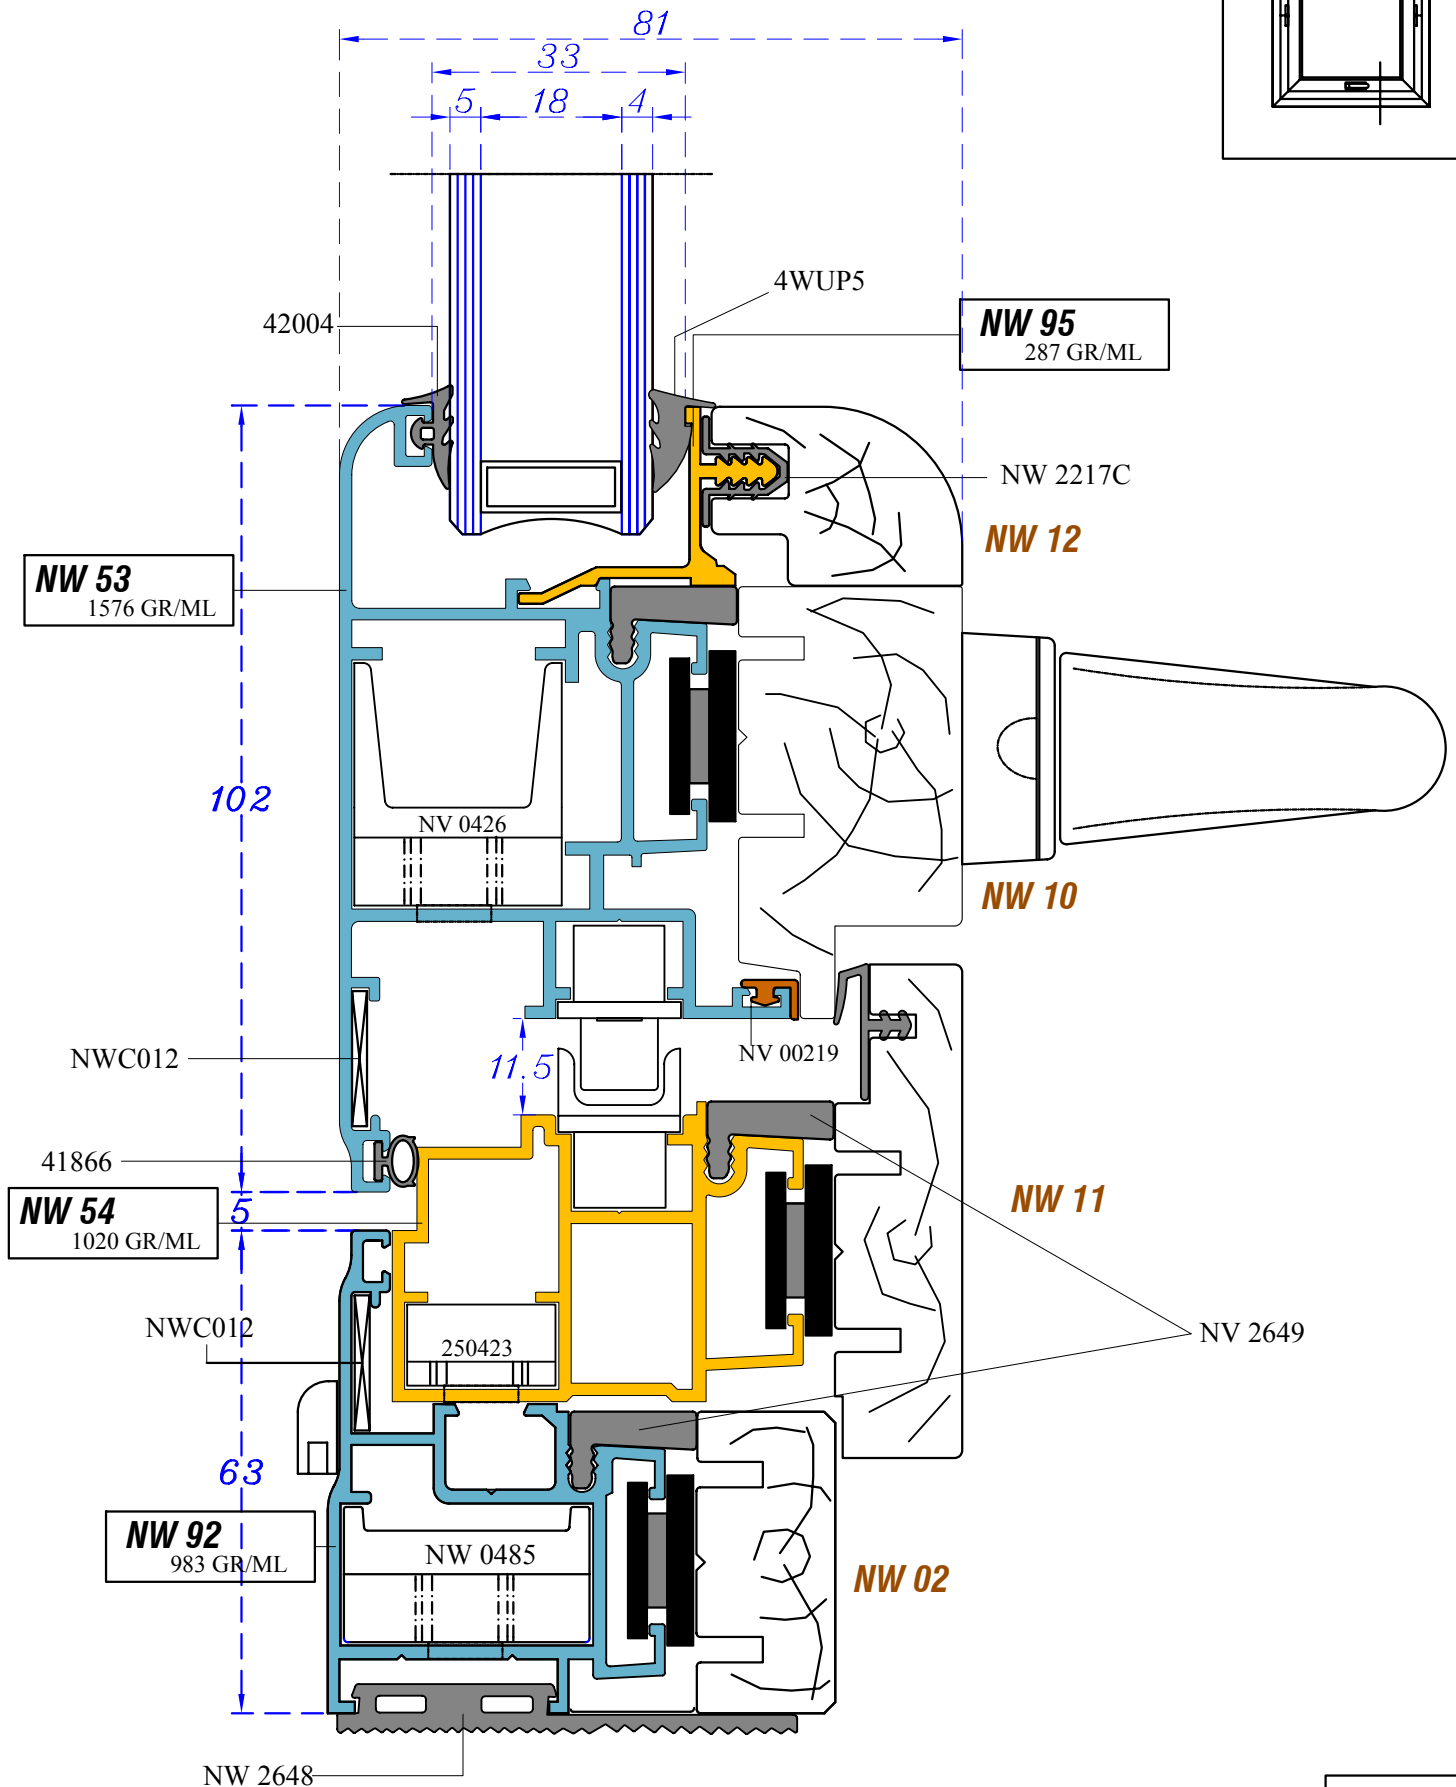 81
33
5 18 4
4WUP5
42004
NW 95
287 GR/ML
NW 2217C
NW 12
NW 53
1576 GR/ML
102
NV 0426
NW 10
11.5
NV 00219
NWC012
41866
NW 54
1020 GR/ML
5
NW 11
NWC012
250423
NV 2649
63
NW 92
983 GR/ML
NW 0485
NW 02
NW 2648